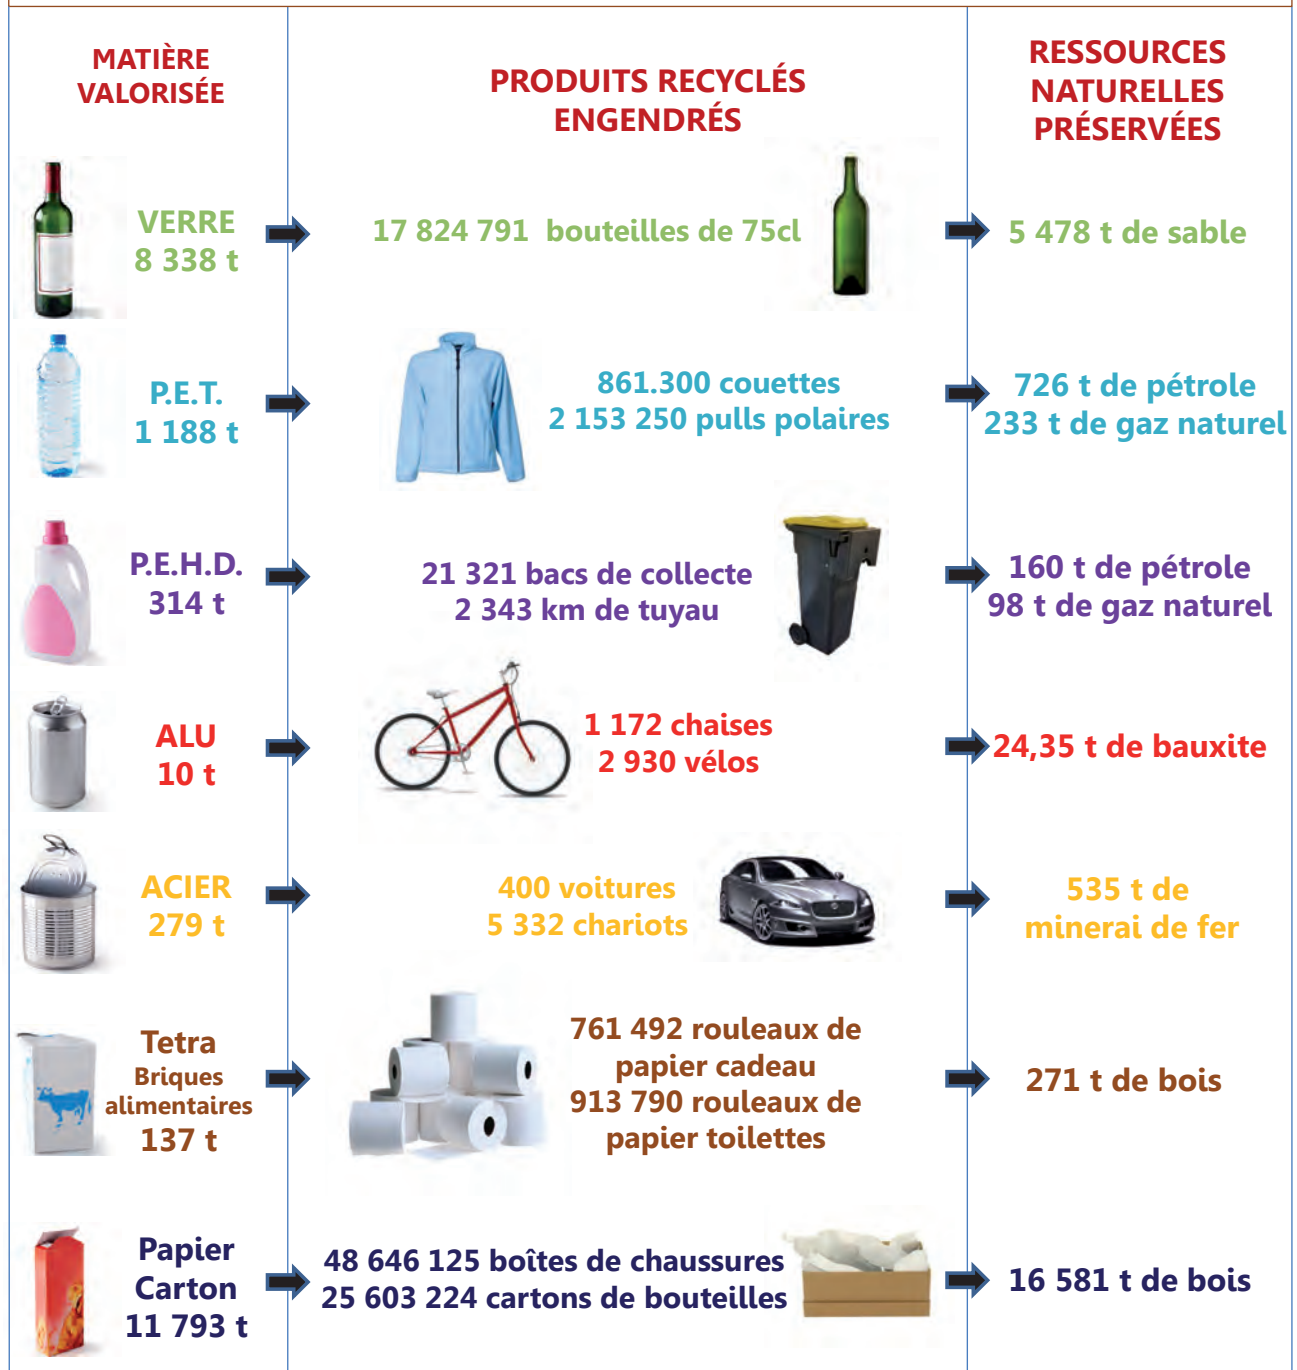 MATIÈRE
VALORISÉE
PRODUITS RECYCLÉS
ENGENDRÉS
RESSOURCES
NATURELLES
PRÉSERVÉES
VERRE
8 338 t
17 824 791 bouteilles de 75cl
5 478 t de sable
P.E.T.
1 188 t
861.300 couettes
2 153 250 pulls polaires
726 t de pétrole
233 t de gaz naturel
P.E.H.D.
314 t
21 321 bacs de collecte
2 343 km de tuyau
160 t de pétrole
98 t de gaz naturel
ALU
10 t
1 172 chaises
2 930 vélos
24,35 t de bauxite
ACIER
279 t
400 voitures
5 332 chariots
535 t de
minerai de fer
Tetra
Briques
alimentaires
137 t
761 492 rouleaux de
papier cadeau
913 790 rouleaux de
papier toilettes
271 t de bois
Papier
Carton
11 793 t
48 646 125 boîtes de chaussures
25 603 224 cartons de bouteilles
16 581 t de bois